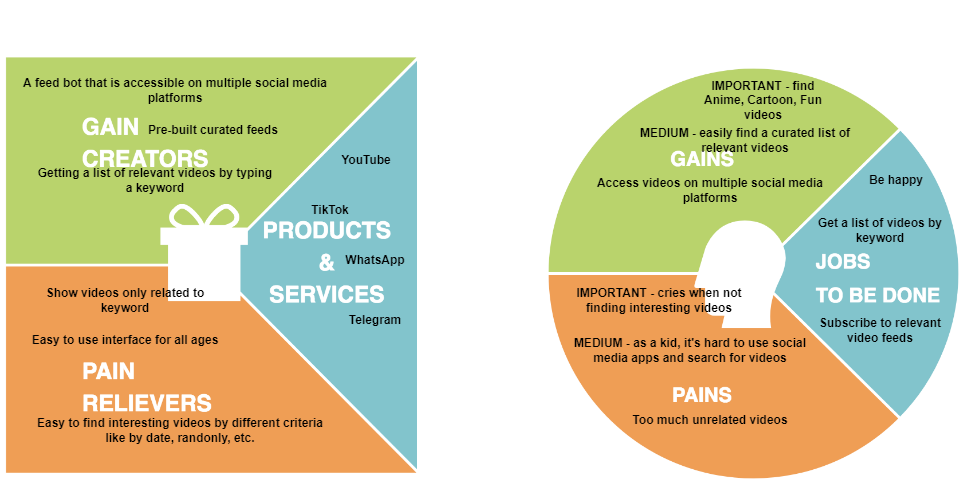 A feed bot that is accessible on multiple social media
platforms
GAIN
Pre-built curated feeds
CREATORS
Getting a list of relevant videos by typing
a keyword
YouTube
TikTok
PRODUCTS
&
WhatsApp
SERVICES
Telegram
Show videos only related to
keyword
Easy to use interface for all ages
PAIN
RELIEVERS
Easy to find interesting videos by different criteria
like by date, randonly, etc.
IMPORTANT - find
Anime, Cartoon, Fun
videos
MEDIUM - easily find a curated list of
relevant videos
GAINS
Access videos on multiple social media
platforms
Be happy
Get a list of videos by
keyword
JOBS
TO BE DONE
Subscribe to relevant
video feeds
IMPORTANT - cries when not
finding interesting videos
MEDIUM - as a kid, it's hard to use social
media apps and search for videos
PAINS
Too much unrelated videos